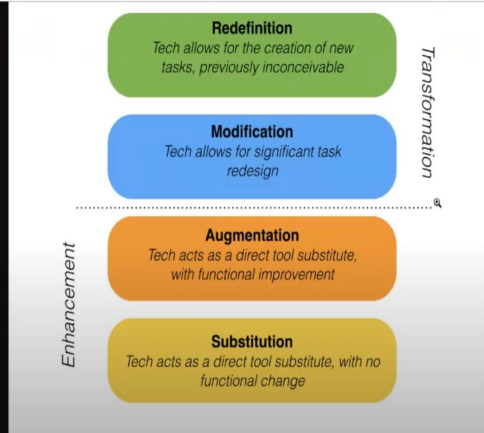 Redefinition
Tech allows for the creation of new
tasks, previously inconceivable
Transformation
Modification
Tech allows for significant task
redesign
Augmentation
Tech acts as a direct tool substitute,
with functional improvement
Enhancement
Substitution
Tech acts as a direct tool substitute, with no
functional change